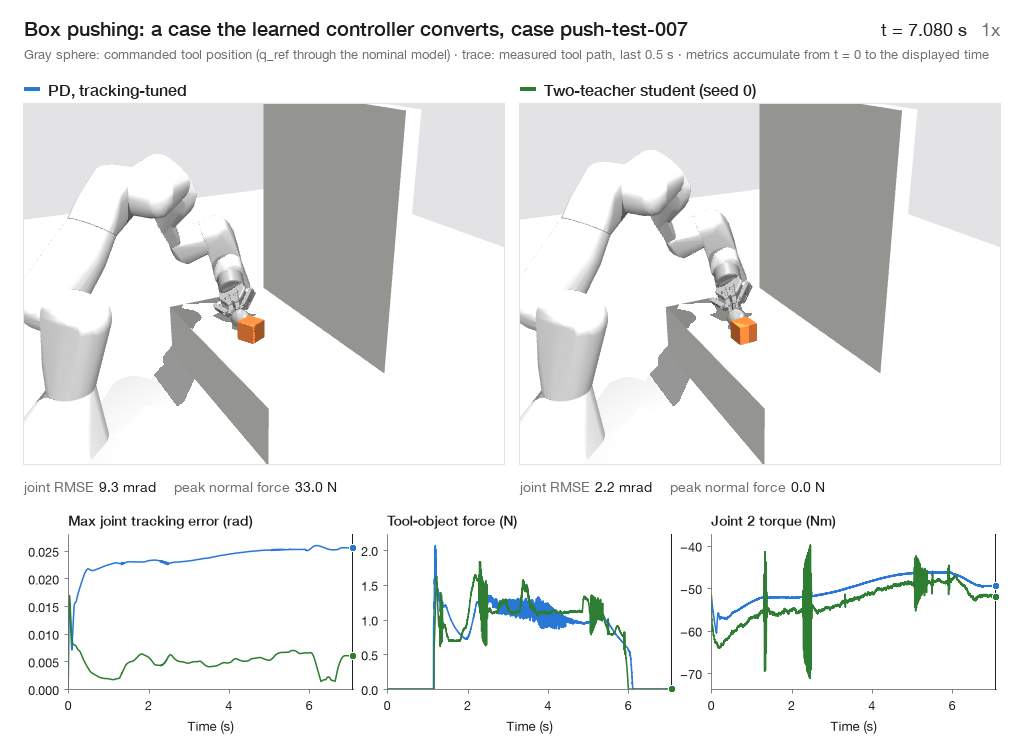 Box pushing: a case the learned controller converts, case push-test-007
t = 7.080 s 1x
Gray sphere: commanded tool position (q_ref through the nominal model) · trace: measured tool path, last 0.5 s · metrics accumulate from t = 0 to the displayed time
PD, tracking-tuned
Two-teacher student (seed 0)
joint RMSE 9.3 mrad peak normal force 33.0 N
joint RMSE 2.2 mrad peak normal force 0.0 N
Max joint tracking error (rad)
0.025
0.020
0.015
0.010
0.005
0.000
0 2 4 6
Time (s)
Tool-object force (N)
2.0
1.5
1.0
0.5
0.0
0 2 4 6
Time (s)
Joint 2 torque (Nm)
−40
−50
−60
−70
0 2 4 6
Time (s)